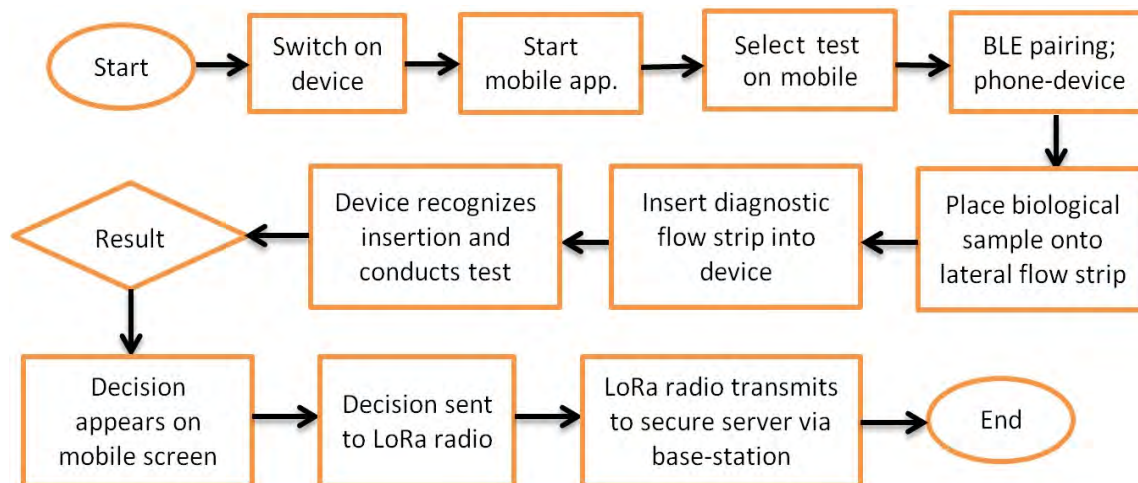 Start
Switch on
device
Start
mobile app.
Select test
on mobile
BLE pairing;
phone-device
Place biological
sample onto
lateral flow strip
Insert diagnostic
flow strip into
device
Device recognizes
insertion and
conducts test
Result
Decision
appears on
mobile screen
Decision sent
to LoRa radio
LoRa radio transmits
to secure server via
base-station
End